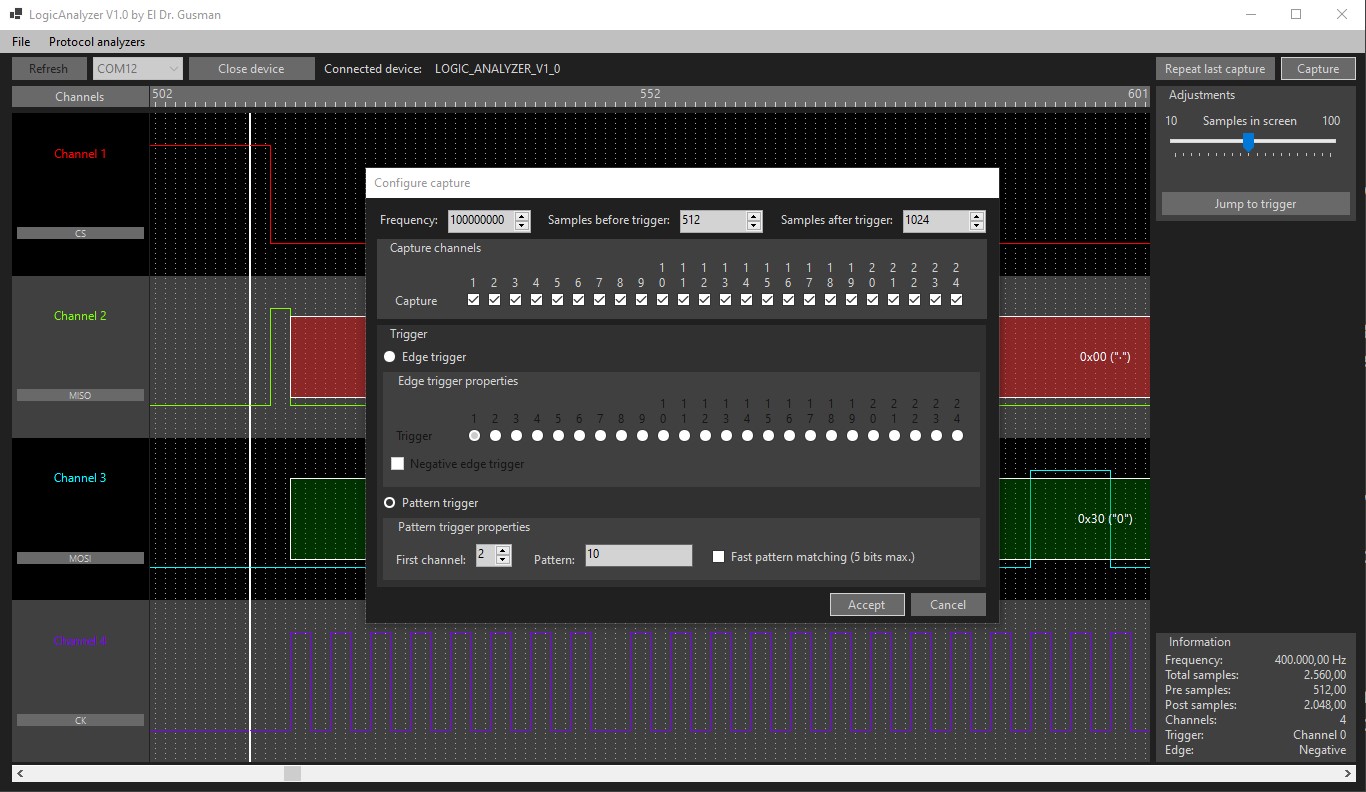 LogicAnalyzer V1.0 by El Dr. Gusman
File Protocol analyzers
Refresh COM12 Close device Connected device: LOGIC_ANALYZER_V1_0 Repeat last capture Capture
Channels 502 552 601
Adjustments
10 Samples in screen 100
Jump to trigger
Channel 1
CS
Channel 2
MISO
0x00 ("·")
Channel 3
MOSI
0x30 ("0")
Channel 4
CK
Configure capture
Frequency: 100000000 Samples before trigger: 512 Samples after trigger: 1024
Capture channels
1 2 3 4 5 6 7 8 9 10 11 12 13 14 15 16 17 18 19 20 21 22 23 24
Capture
Trigger
Edge trigger
Edge trigger properties
1 2 3 4 5 6 7 8 9 10 11 12 13 14 15 16 17 18 19 20 21 22 23 24
Trigger
Negative edge trigger
Pattern trigger
Pattern trigger properties
First channel: 2 Pattern: 10 Fast pattern matching (5 bits max.)
Accept Cancel
Information
Frequency: 400.000,00 Hz
Total samples: 2.560,00
Pre samples: 512,00
Post samples: 2.048,00
Channels: 4
Trigger: Channel 0
Edge: Negative